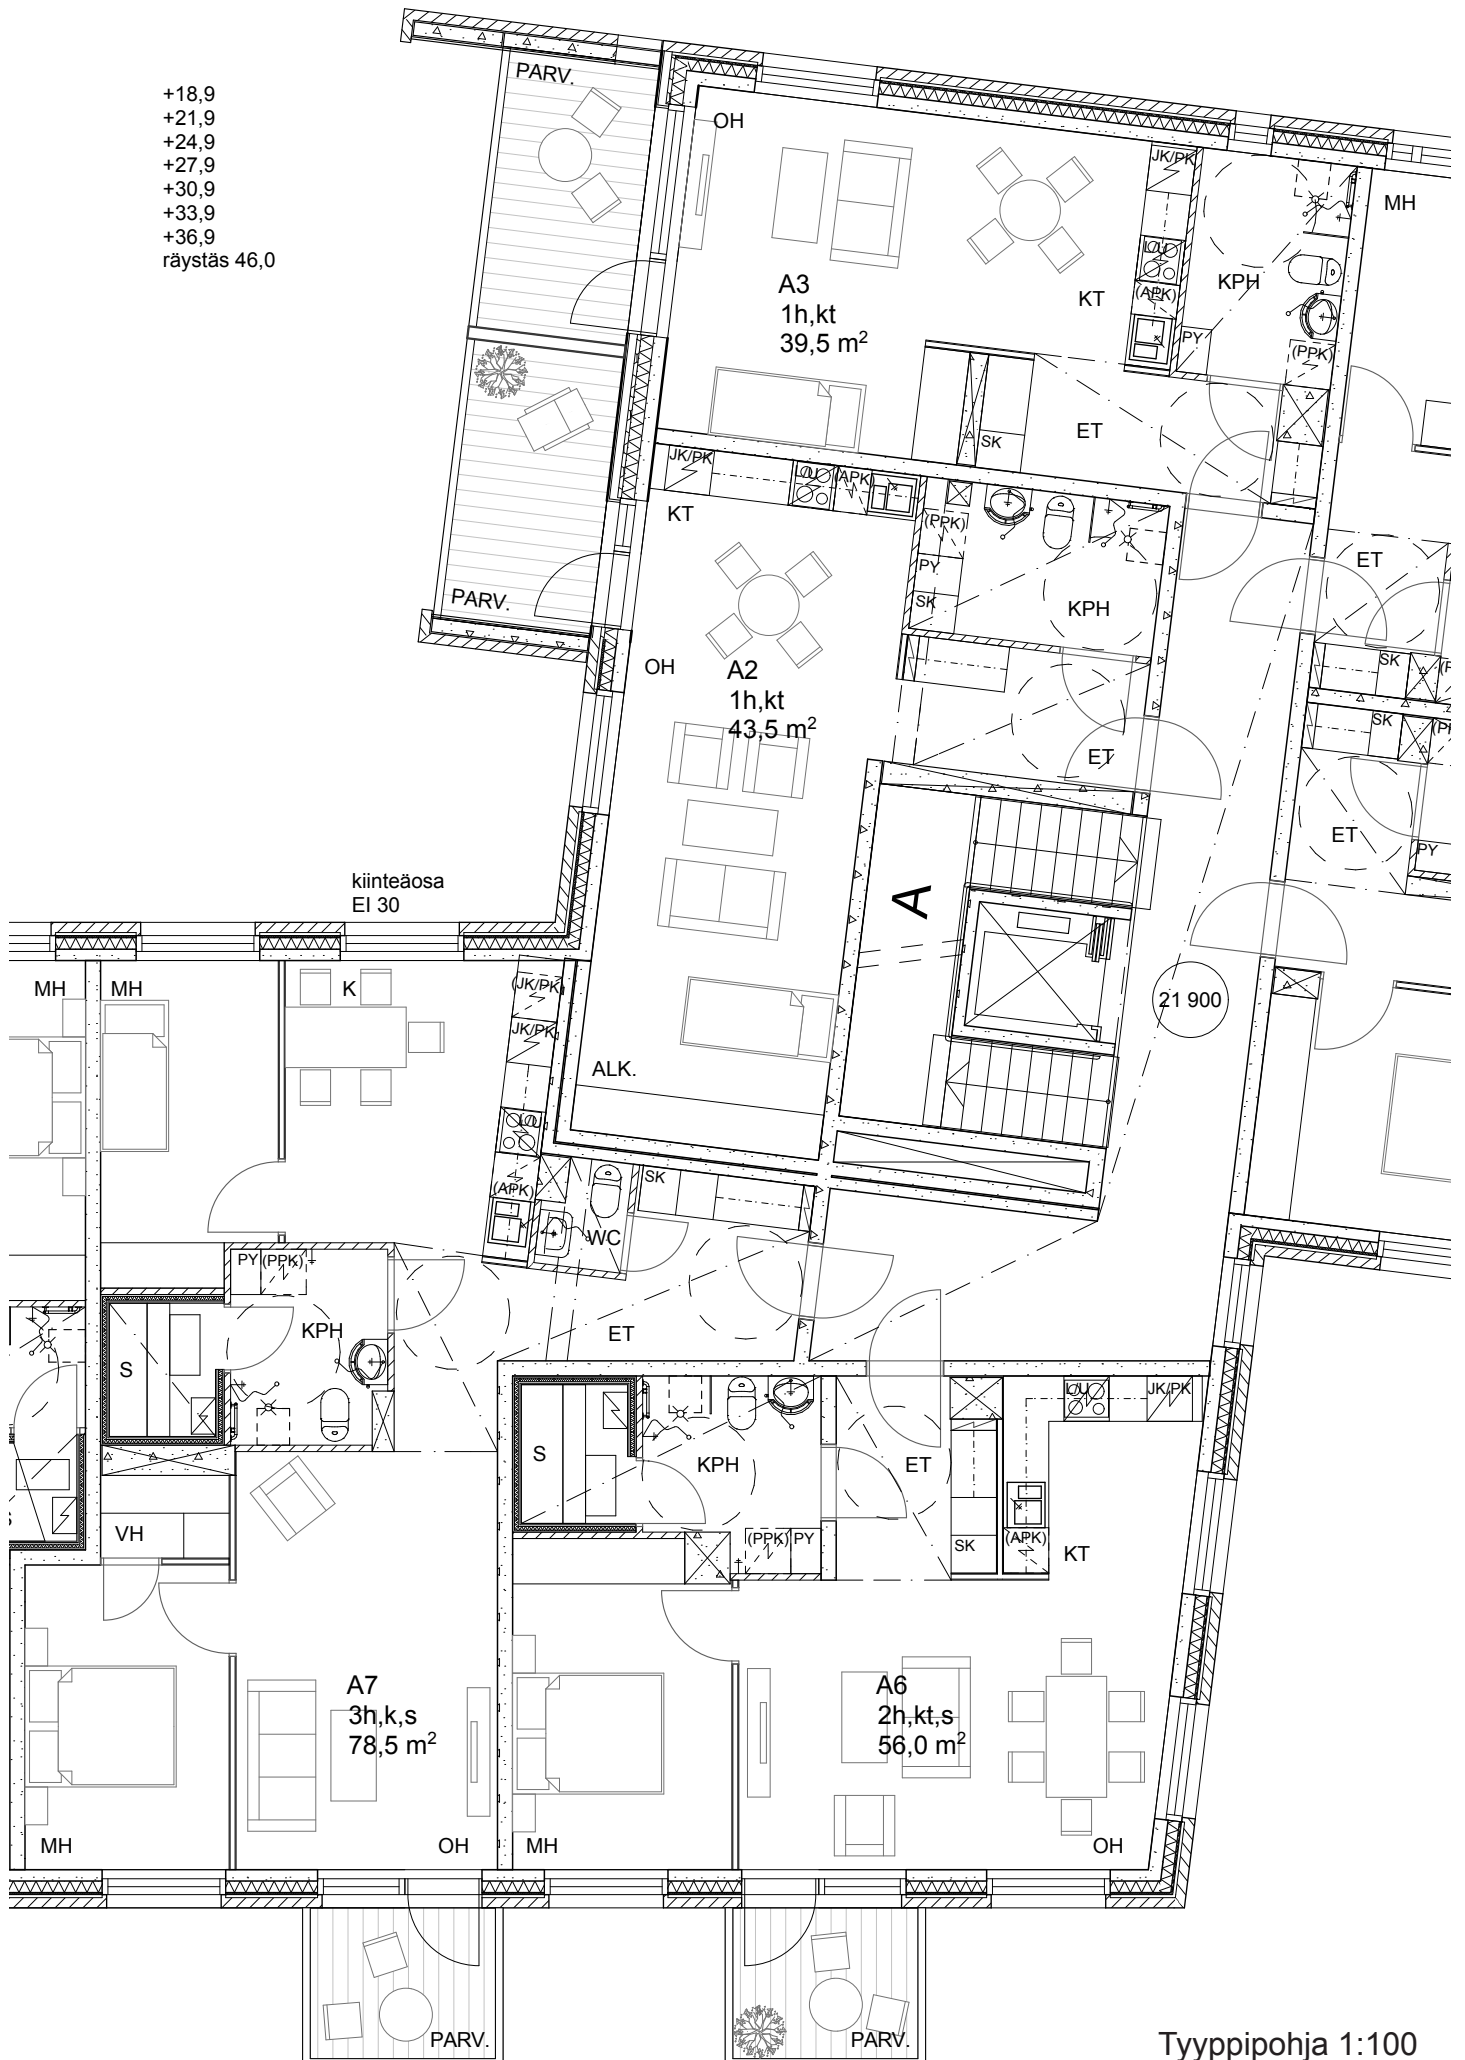 +18,9
+21,9
+24,9
+27,9
+30,9
+33,9
+36,9
räystäs 46,0
PARV.
OH
JK/PK
MH
A3
1h,kt
39,5 m²
KT
LU
(APK)
KPH
PY
(PPK)
SK
ET
JK/PK
LU
(APK)
KT
(PPK)
PY
SK
KPH
ET
PARV.
OH
A2
1h,kt
43,5 m²
ET
SK
SK
ET
PY
kiinteäosa
EI 30
A
21 900
MH
MH
K
(JK/PK)
JK/PK
ALK.
LU
(APK)
SK
WC
PY
(PPK)
KPH
S
ET
S
KPH
ET
LU
JK/PK
VH
(PPK)
PY
SK
(APK)
KT
A7
3h,k,s
78,5 m²
A6
2h,kt,s
56,0 m²
MH
OH
MH
OH
PARV.
PARV.
Tyyppipohja 1:100